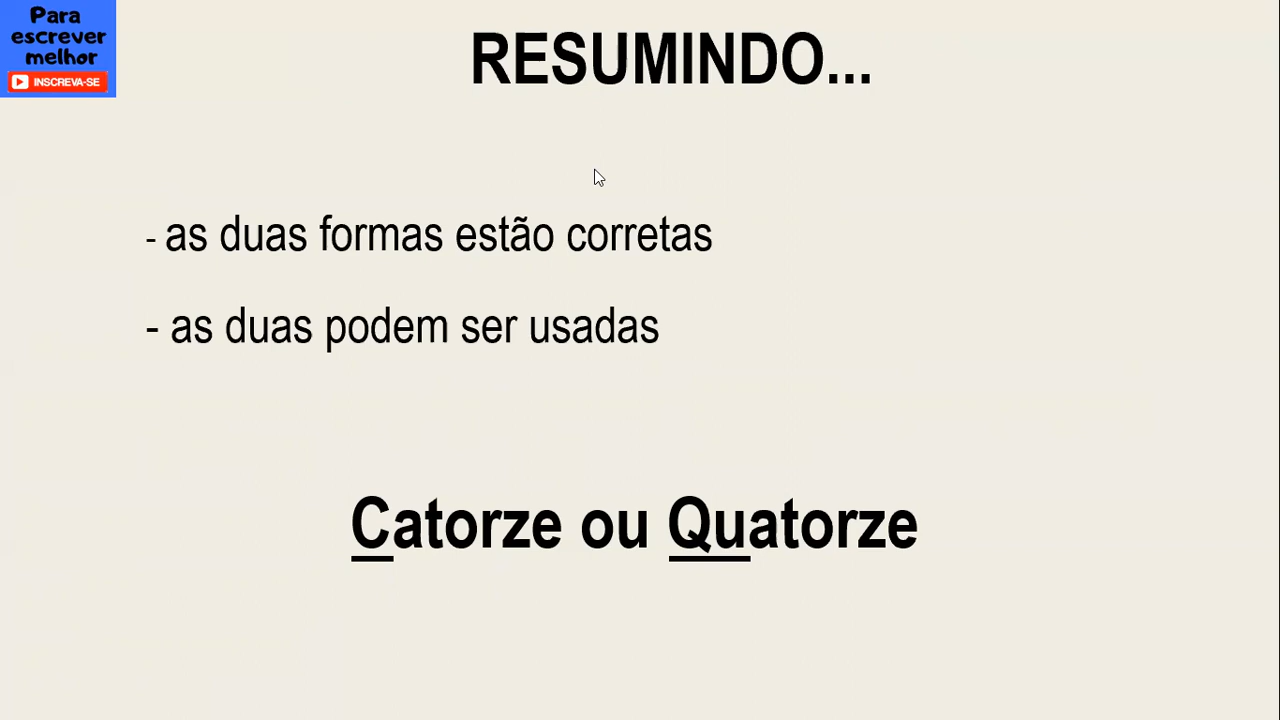 Para
escrever
melhor
INSCREVA-SE
RESUMINDO...
- as duas formas estão corretas
- as duas podem ser usadas
Catorze ou Quatorze